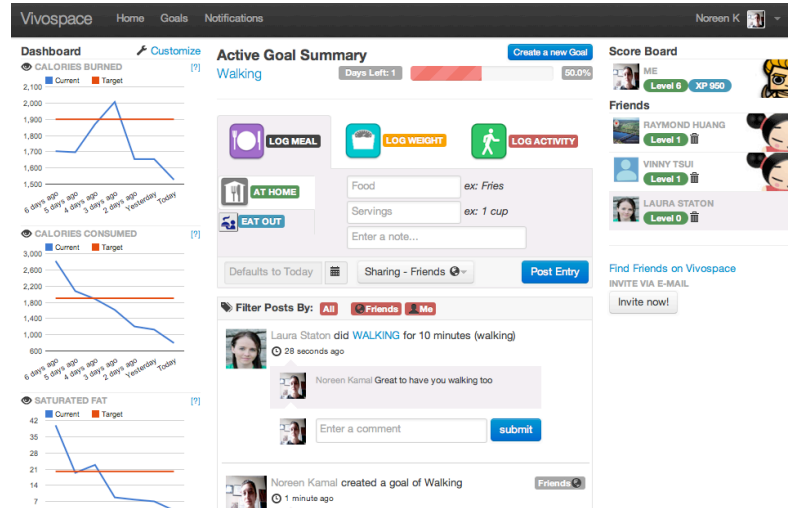 Vivospace Home Goals Notifications Noreen K
Dashboard Customize
CALORIES BURNED [?]
Current Target
2,100
2,000
1,900
1,800
1,700
1,600
1,500
6 days ago 5 days ago 4 days ago 3 days ago 2 days ago Yesterday Today
CALORIES CONSUMED [?]
Current Target
3,000
2,600
2,200
1,800
1,400
1,000
600
6 days ago 5 days ago 4 days ago 3 days ago 2 days ago Yesterday Today
SATURATED FAT [?]
Current Target
42
35
28
21
14
7
Active Goal Summary Create a new Goal
Walking Days Left: 1 50.0%
LOG MEAL LOG WEIGHT LOG ACTIVITY
AT HOME
EAT OUT
Food ex: Fries
Servings ex: 1 cup
Enter a note...
Defaults to Today Sharing - Friends Post Entry
Filter Posts By: All Friends Me
Laura Staton did WALKING for 10 minutes (walking)
28 seconds ago
Noreen Kamal Great to have you walking too
Enter a comment submit
Noreen Kamal created a goal of Walking Friends
1 minute ago
Score Board
ME
Level 6 XP 950
Friends
RAYMOND HUANG
Level 1
VINNY TSUI
Level 1
LAURA STATON
Level 0
Find Friends on Vivospace
INVITE VIA E-MAIL
Invite now!